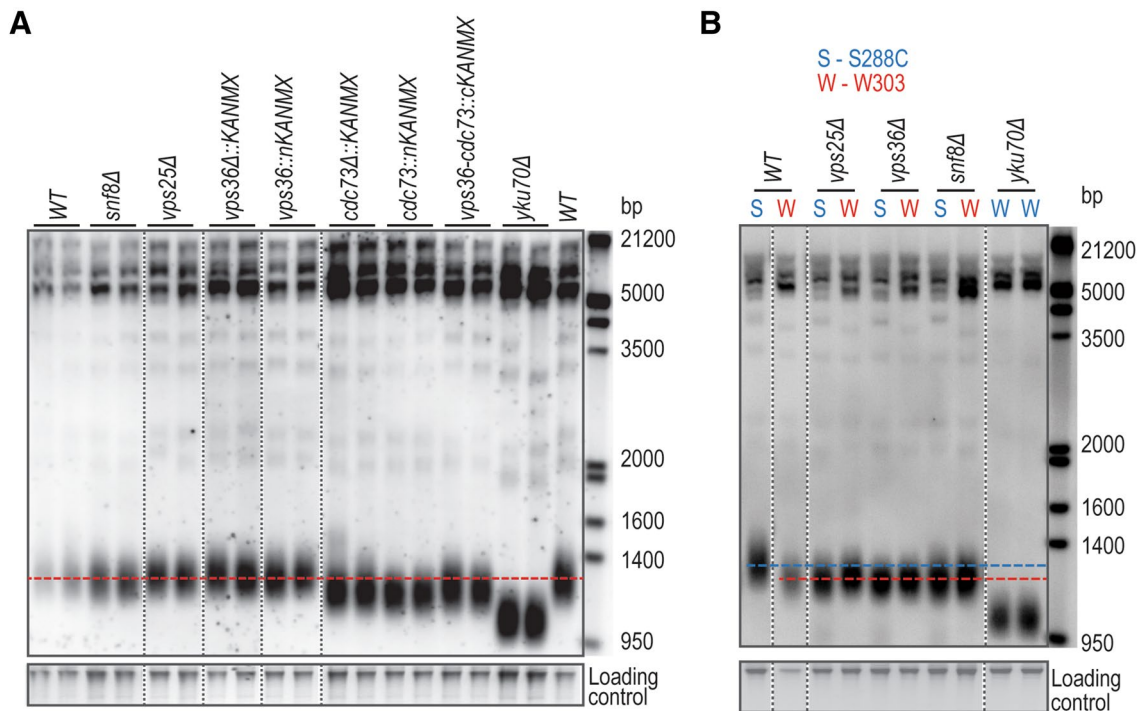 A
WT
snf8Δ
vps25Δ
vps36Δ::KANMX
vps36::nKANMX
cdc73Δ::KANMX
cdc73::nKANMX
vps36-cdc73::cKANMX
yku70Δ
WT
bp
21200
5000
3500
2000
1600
1400
950
Loading
control
B
S - S288C
W - W303
WT
vps25Δ
vps36Δ
snf8Δ
yku70Δ
S W S W S W S W W W
bp
21200
5000
3500
2000
1600
1400
950
Loading
control